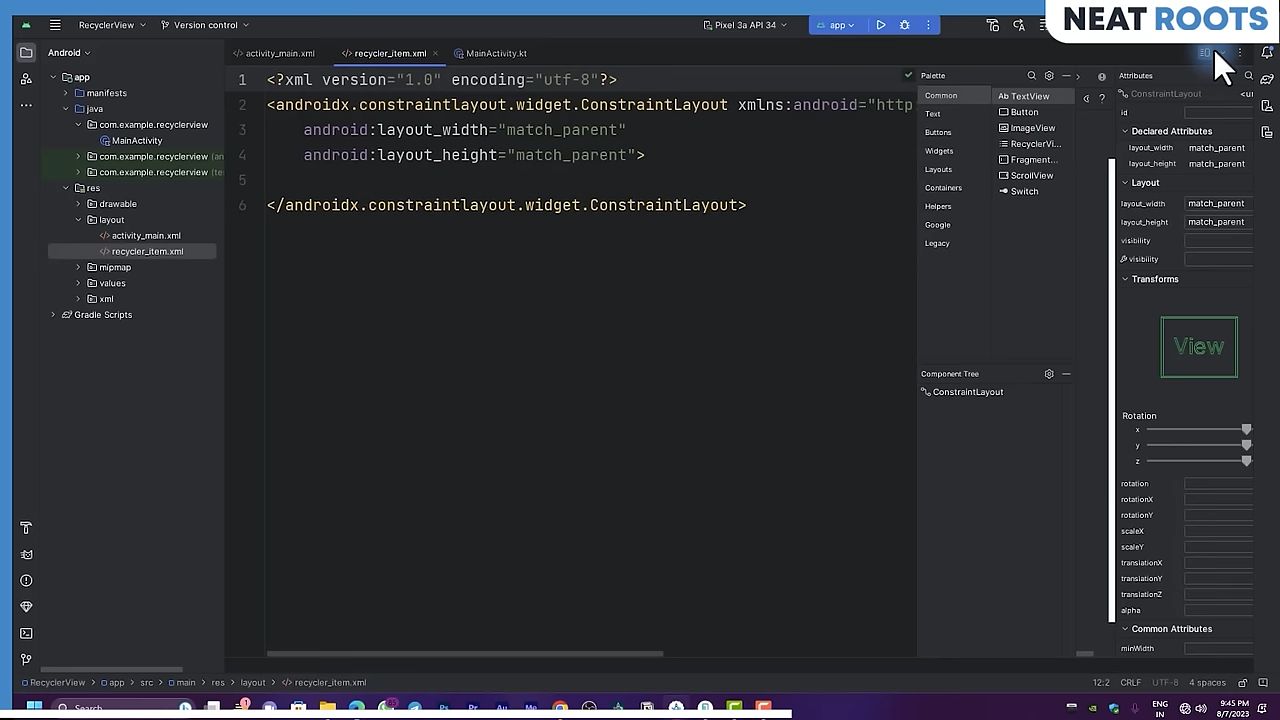 NEAT ROOTS
RecyclerView
Version control
Pixel 3a API 34
app
Android
activity_main.xml
recycler_item.xml
MainActivity.kt
app
manifests
java
com.example.recyclerview
MainActivity
com.example.recyclerview (an
com.example.recyclerview (te
res
drawable
layout
activity_main.xml
recycler_item.xml
mipmap
values
xml
Gradle Scripts
1 <?xml version="1.0" encoding="utf-8"?>
2 <androidx.constraintlayout.widget.ConstraintLayout xmlns:android="http
3 android:layout_width="match_parent"
4 android:layout_height="match_parent">
5
6 </androidx.constraintlayout.widget.ConstraintLayout>
Palette
Common
Text
Buttons
Widgets
Layouts
Containers
Helpers
Google
Legacy
Ab TextView
Button
ImageView
RecyclerVi...
Fragment...
ScrollView
Switch
Component Tree
ConstraintLayout
Attributes
ConstraintLayout <ur
id
Declared Attributes
layout_width match_parent
layout_height match_parent
Layout
layout_width match_parent
layout_height match_parent
visibility
visibility
Transforms
View
Rotation
x
y
z
rotation
rotationX
rotationY
scaleX
scaleY
translationX
translationY
translationZ
alpha
Common Attributes
minWidth
RecyclerView > app > src > main > res > layout > recycler_item.xml
12:2 CRLF UTF-8 4 spaces
Search
ENG
IN
9:45 PM
8/7/2023